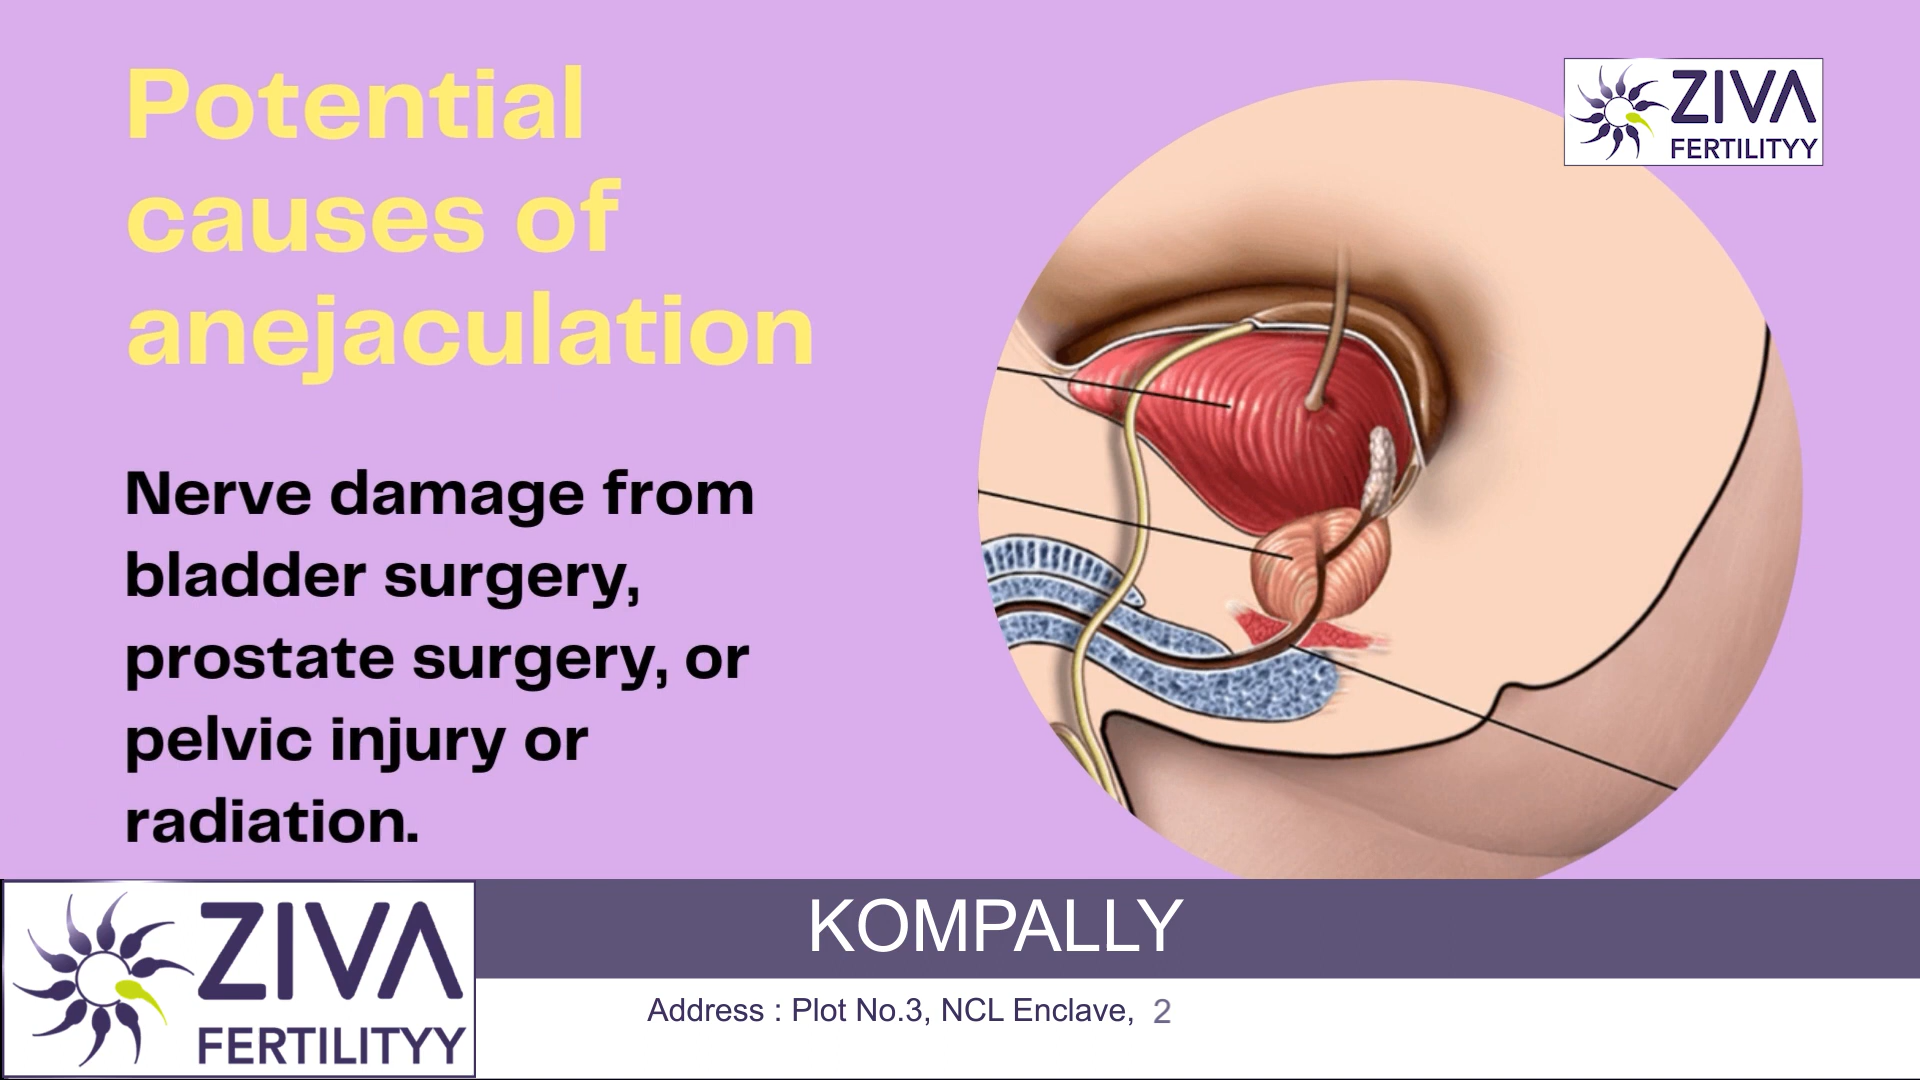 Potential
causes of
anejaculation
ZIVA
FERTILITYY
Nerve damage from
bladder surgery,
prostate surgery, or
pelvic injury or
radiation.
ZIVA
FERTILITYY
KOMPALLY
Address : Plot No.3, NCL Enclave, 2